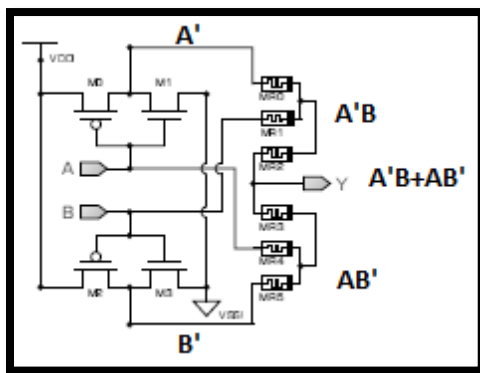 A'
VDD!
M0
M1
MR0
A'B
MR1
MR2
A
Y
A'B+AB'
B
MR3
MR4
AB'
M2
M3
MR5
VSS!
B'